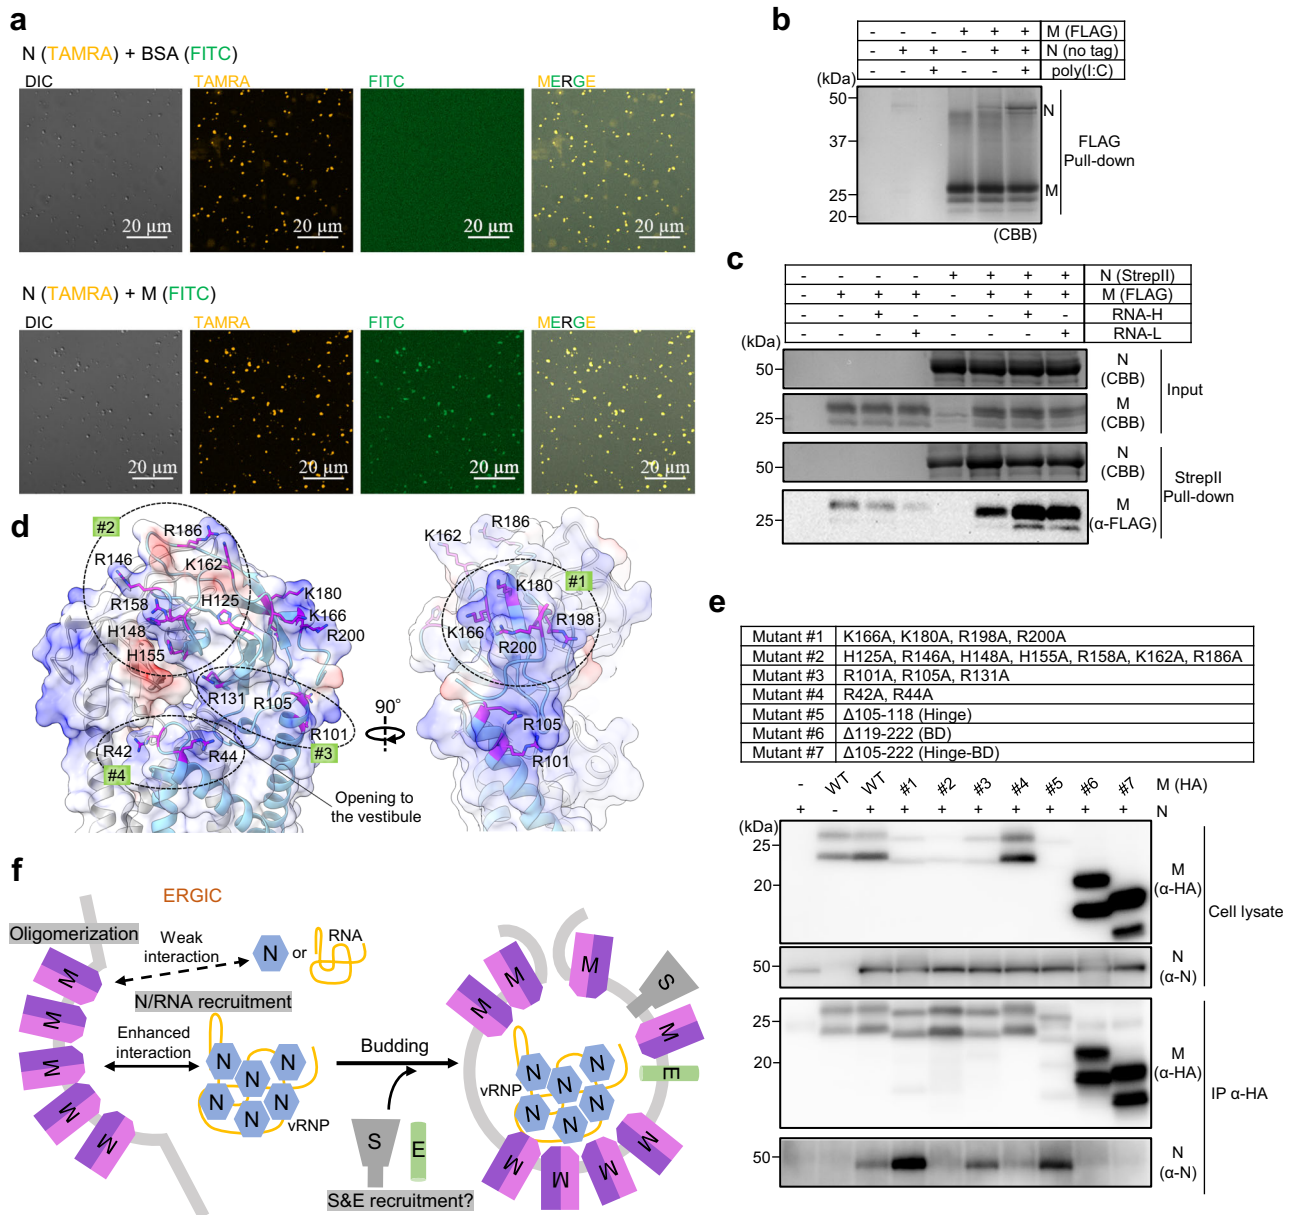 a
N (TAMRA) + BSA (FITC)
DIC
TAMRA
FITC
MERGE
20 µm
20 µm
20 µm
20 µm
N (TAMRA) + M (FITC)
DIC
TAMRA
FITC
MERGE
20 µm
20 µm
20 µm
20 µm
b
- - - + + + M (FLAG)
- + + - + + N (no tag)
- - + - - + poly(I:C)
(kDa)
50
37
25
20
N
M
FLAG
Pull-down
(CBB)
c
- - - - + + + + N (StrepII)
- + + + - + + + M (FLAG)
- - + - - - + - RNA-H
- - - + - - - + RNA-L
(kDa)
50
N
(CBB)
25
M
(CBB)
Input
50
N
(CBB)
25
M
(α-FLAG)
StrepII
Pull-down
d
#2
R186
R146
K162
R158
H125
K180
K166
R200
H148
H155
R131
R105
R101
#3
R42
R44
#4
Opening to
the vestibule
90°
R186
K162
K180
#1
K166
R198
R200
R105
R101
e
Mutant #1 K166A, K180A, R198A, R200A
Mutant #2 H125A, R146A, H148A, H155A, R158A, K162A, R186A
Mutant #3 R101A, R105A, R131A
Mutant #4 R42A, R44A
Mutant #5 Δ105-118 (Hinge)
Mutant #6 Δ119-222 (BD)
Mutant #7 Δ105-222 (Hinge-BD)
- WT WT #1 #2 #3 #4 #5 #6 #7 M (HA)
+ - + + + + + + + + N
(kDa)
25
20
M
(α-HA)
Cell lysate
50
N
(α-N)
25
20
M
(α-HA)
IP α-HA
50
N
(α-N)
f
ERGIC
Oligomerization
Weak
interaction
N or RNA
N/RNA recruitment
Enhanced
interaction
M
M
M
M
M
N
N
N
N
N
N
vRNP
Budding
S
E
S&E recruitment?
M
M
M
S
M
E
vRNP
N
N
N
N
N
N
M
M
M
M
M